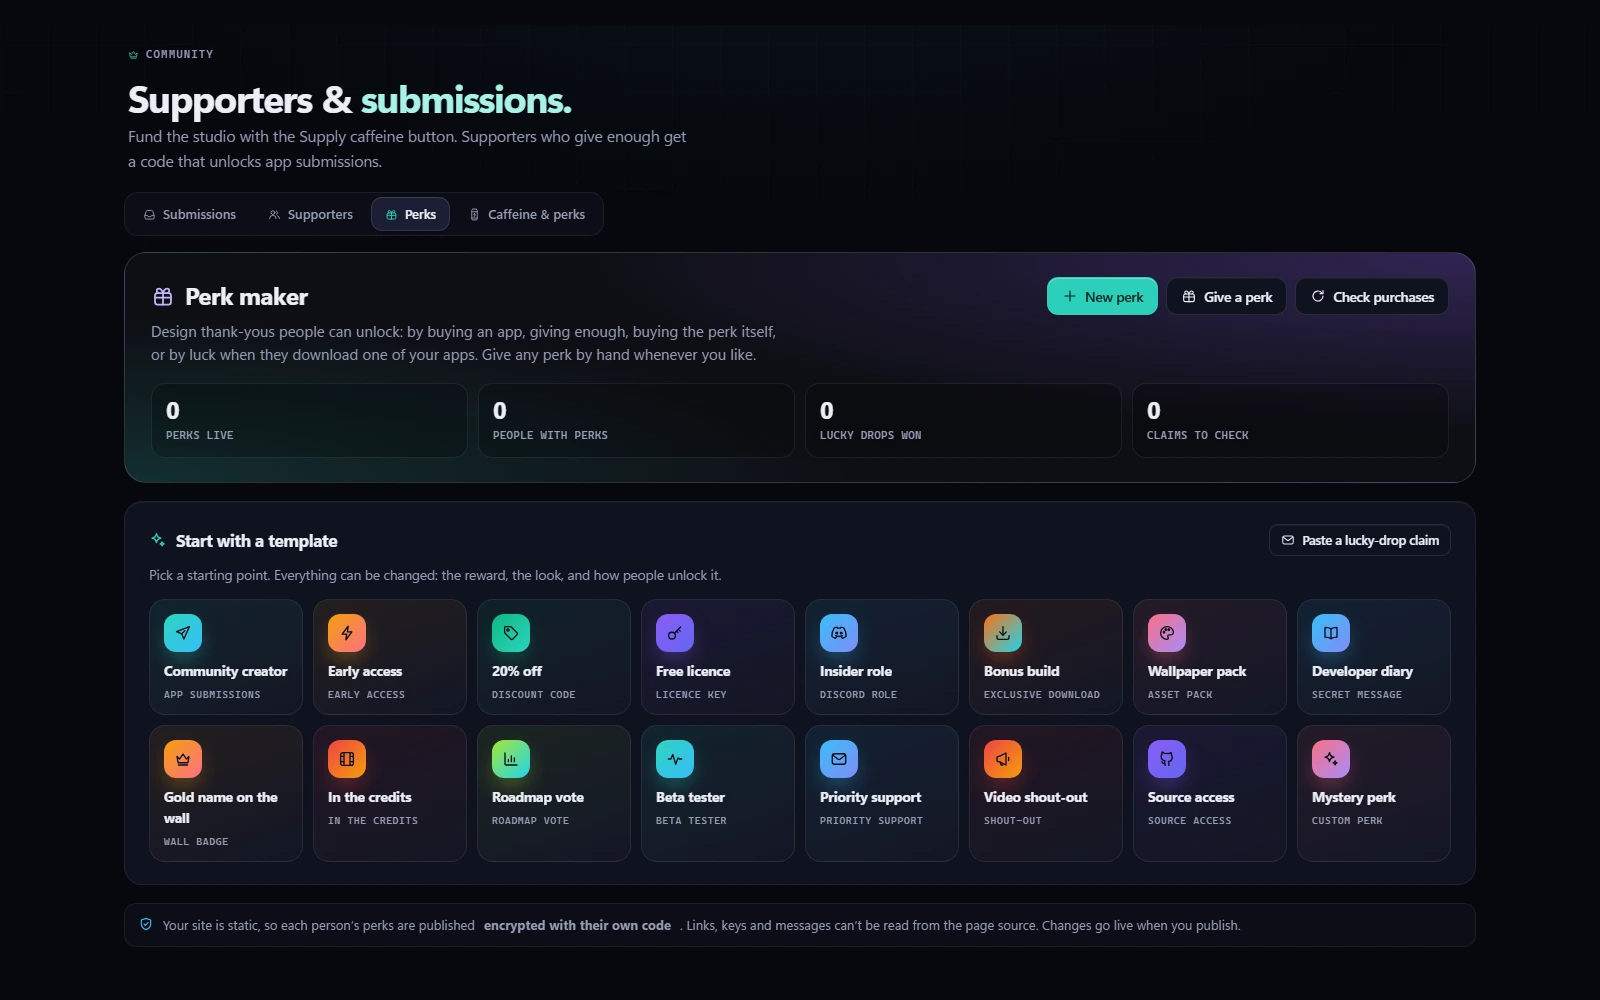 COMMUNITY
Supporters & submissions.
Fund the studio with the Supply caffeine button. Supporters who give enough get
a code that unlocks app submissions.
Submissions
Supporters
Perks
Caffeine & perks
Perk maker
New perk
Give a perk
Check purchases
Design thank-yous people can unlock: by buying an app, giving enough, buying the perk itself,
or by luck when they download one of your apps. Give any perk by hand whenever you like.
0
PERKS LIVE
0
PEOPLE WITH PERKS
0
LUCKY DROPS WON
0
CLAIMS TO CHECK
Start with a template
Paste a lucky-drop claim
Pick a starting point. Everything can be changed: the reward, the look, and how people unlock it.
Community creator
APP SUBMISSIONS
Early access
EARLY ACCESS
20% off
DISCOUNT CODE
Free licence
LICENCE KEY
Insider role
DISCORD ROLE
Bonus build
EXCLUSIVE DOWNLOAD
Wallpaper pack
ASSET PACK
Developer diary
SECRET MESSAGE
Gold name on the
wall
WALL BADGE
In the credits
IN THE CREDITS
Roadmap vote
ROADMAP VOTE
Beta tester
BETA TESTER
Priority support
PRIORITY SUPPORT
Video shout-out
SHOUT-OUT
Source access
SOURCE ACCESS
Mystery perk
CUSTOM PERK
Your site is static, so each person's perks are published encrypted with their own code . Links, keys and messages can't be read from the page source. Changes go live when you publish.